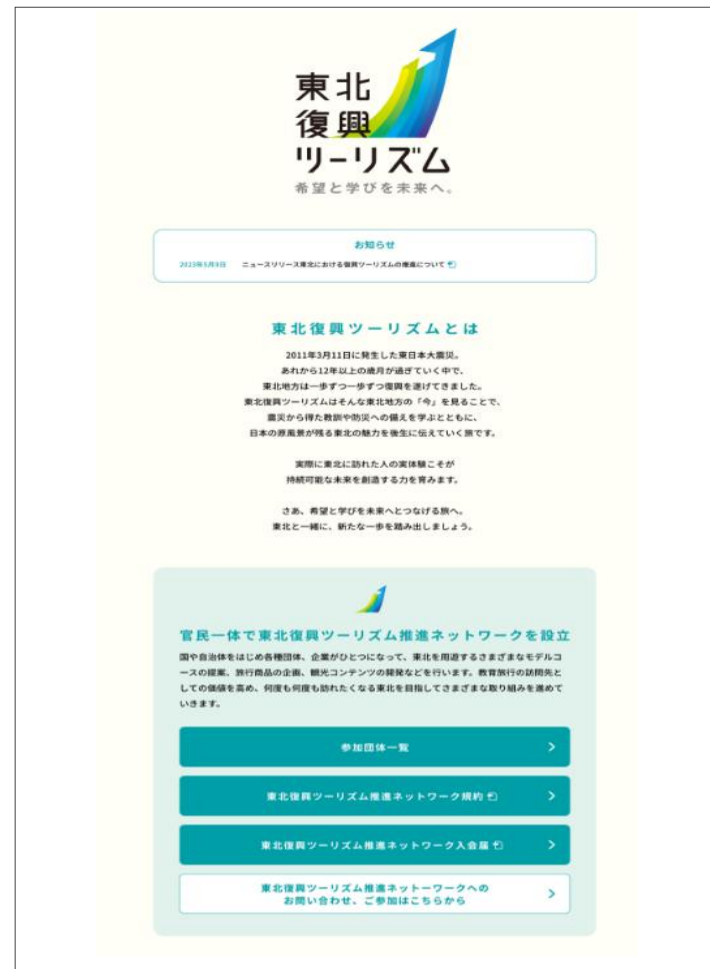 東北
復興
ツーリズム
希望と学びを未来へ。
お知らせ
2023年5月9日 ニュースリリース東北における復興ツーリズムの推進について
東北復興ツーリズムとは
2011年3月11日に発生した東日本大震災。
あれから12年以上の歳月が過ぎていく中で、
東北地方は一歩ずつ一歩ずつ復興を遂げてきました。
東北復興ツーリズムはそんな東北地方の「今」を見ることで、
震災から得た教訓や防災への備えを学ぶとともに、
日本の原風景が残る東北の魅力を後生に伝えていく旅です。
実際に東北に訪れた人の実体験こそが
持続可能な未来を創造する力を育みます。
さあ、希望と学びを未来へとつなげる旅へ。
東北と一緒に、新たな一歩を踏み出しましょう。
官民一体で東北復興ツーリズム推進ネットワークを設立
国や自治体をはじめ各種団体、企業がひとつになって、東北を周遊するさまざまなモデルコ
ースの提案、旅行商品の企画、観光コンテンツの開発などを行います。教育旅行の訪問先と
しての価値を高め、何度も何度も訪れたくなる東北を目指してさまざまな取り組みを進めて
いきます。
参加団体一覧
東北復興ツーリズム推進ネットワーク規約
東北復興ツーリズム推進ネットワーク入会届
東北復興ツーリズム推進ネットーワークへの
お問い合わせ、ご参加はこちらから